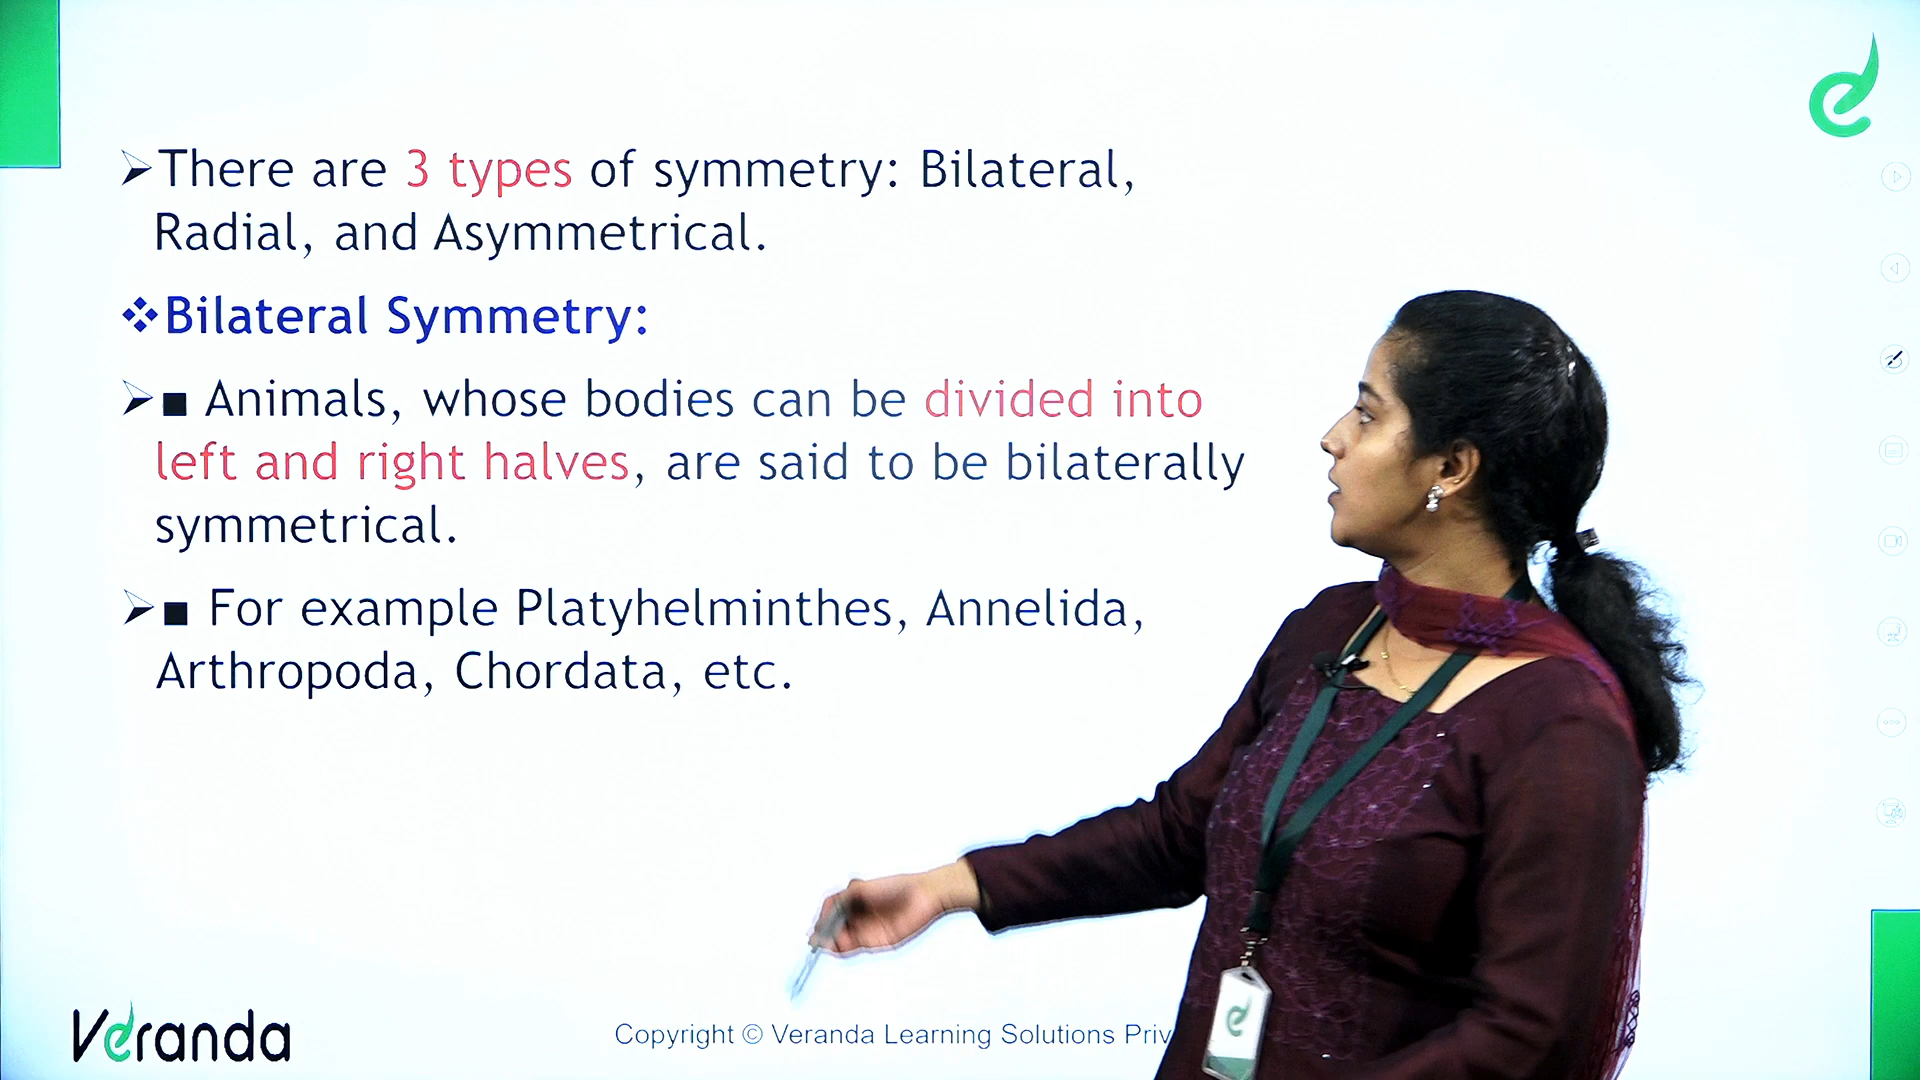 ➢There are 3 types of symmetry: Bilateral,
Radial, and Asymmetrical.
❖Bilateral Symmetry:
➢■ Animals, whose bodies can be divided into
left and right halves, are said to be bilaterally
symmetrical.
➢■ For example Platyhelminthes, Annelida,
Arthropoda, Chordata, etc.
Veranda
Copyright © Veranda Learning Solutions